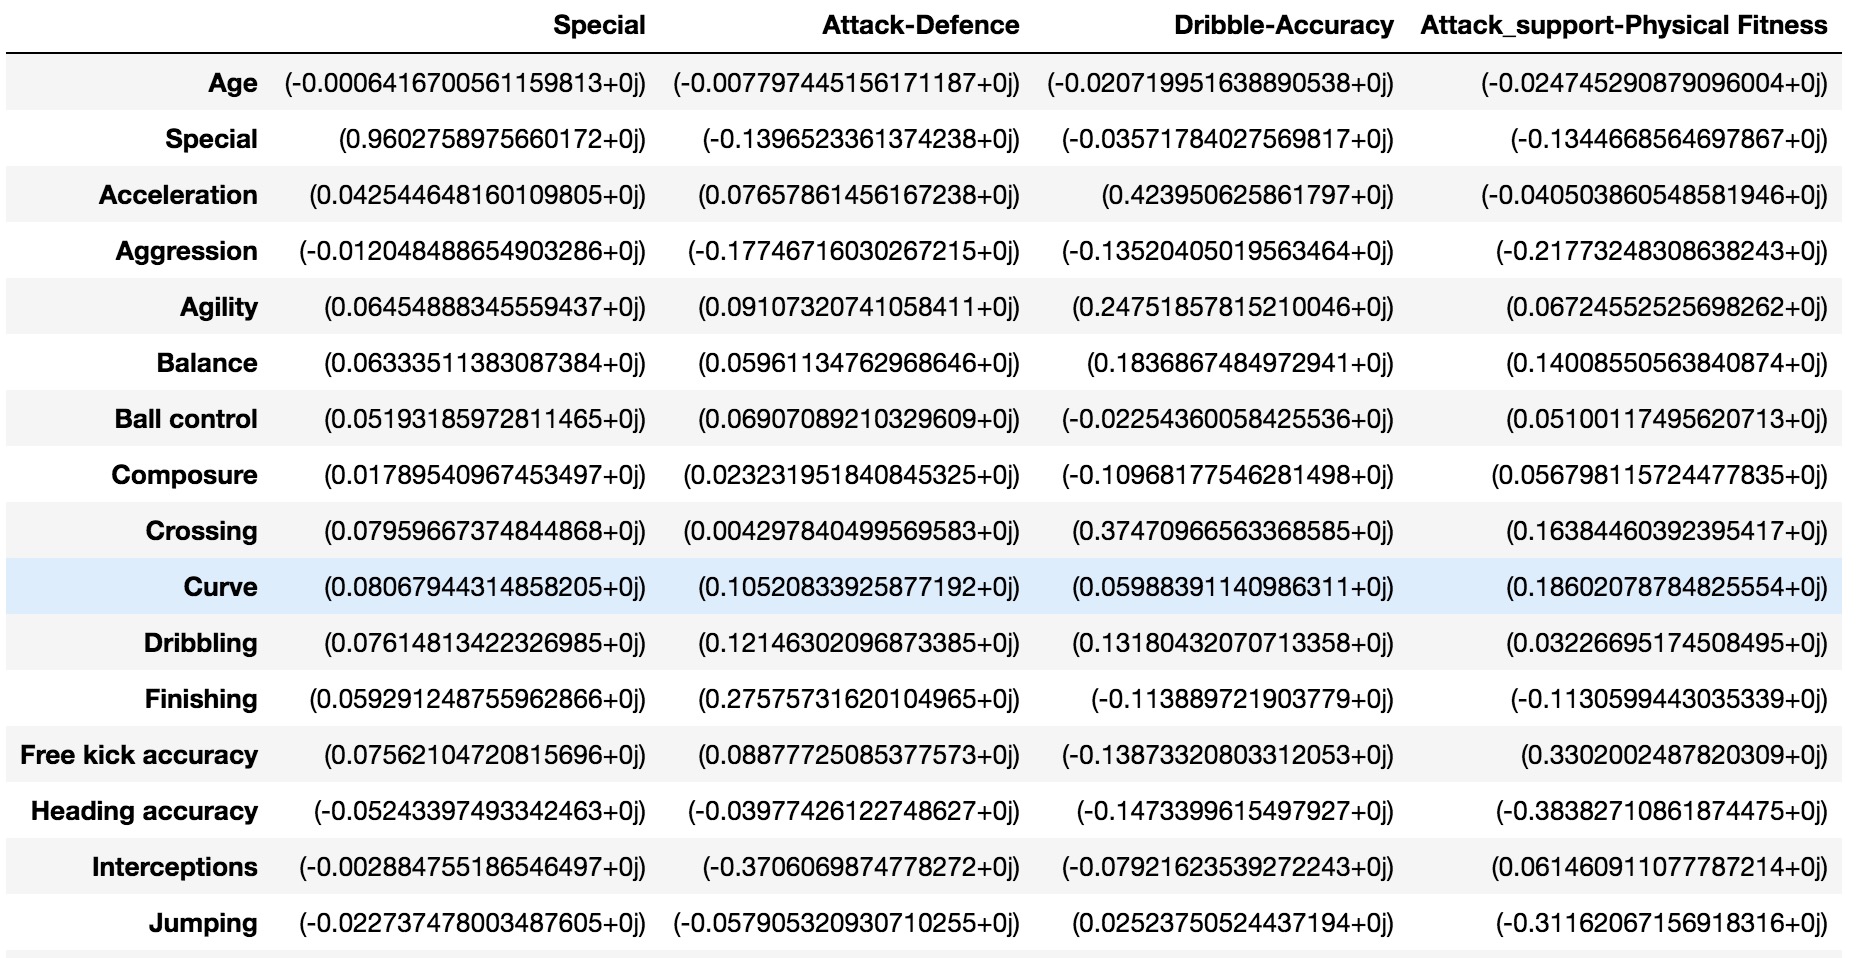 Special Attack-Defence Dribble-Accuracy Attack_support-Physical Fitness
Age (-0.0006416700561159813+0j) (-0.007797445156171187+0j) (-0.020719951638890538+0j) (-0.024745290879096004+0j)
Special (0.9602758975660172+0j) (-0.1396523361374238+0j) (-0.03571784027569817+0j) (-0.1344668564697867+0j)
Acceleration (0.042544648160109805+0j) (0.07657861456167238+0j) (0.423950625861797+0j) (-0.040503860548581946+0j)
Aggression (-0.012048488654903286+0j) (-0.17746716030267215+0j) (-0.13520405019563464+0j) (-0.21773248308638243+0j)
Agility (0.06454888345559437+0j) (0.09107320741058411+0j) (0.24751857815210046+0j) (0.06724552525698262+0j)
Balance (0.06333511383087384+0j) (0.05961134762968646+0j) (0.1836867484972941+0j) (0.14008550563840874+0j)
Ball control (0.05193185972811465+0j) (0.06907089210329609+0j) (-0.02254360058425536+0j) (0.05100117495620713+0j)
Composure (0.01789540967453497+0j) (0.023231951840845325+0j) (-0.10968177546281498+0j) (0.056798115724477835+0j)
Crossing (0.07959667374844868+0j) (0.004297840499569583+0j) (0.37470966563368585+0j) (0.16384460392395417+0j)
Curve (0.08067944314858205+0j) (0.10520833925877192+0j) (0.05988391140986311+0j) (0.18602078784825554+0j)
Dribbling (0.07614813422326985+0j) (0.12146302096873385+0j) (0.13180432070713358+0j) (0.03226695174508495+0j)
Finishing (0.059291248755962866+0j) (0.27575731620104965+0j) (-0.113889721903779+0j) (-0.1130599443035339+0j)
Free kick accuracy (0.07562104720815696+0j) (0.08877725085377573+0j) (-0.13873320803312053+0j) (0.3302002487820309+0j)
Heading accuracy (-0.05243397493342463+0j) (-0.03977426122748627+0j) (-0.1473399615497927+0j) (-0.38382710861874475+0j)
Interceptions (-0.002884755186546497+0j) (-0.3706069874778272+0j) (-0.07921623539272243+0j) (0.061460911077787214+0j)
Jumping (-0.022737478003487605+0j) (-0.057905320930710255+0j) (0.02523750524437194+0j) (-0.31162067156918316+0j)